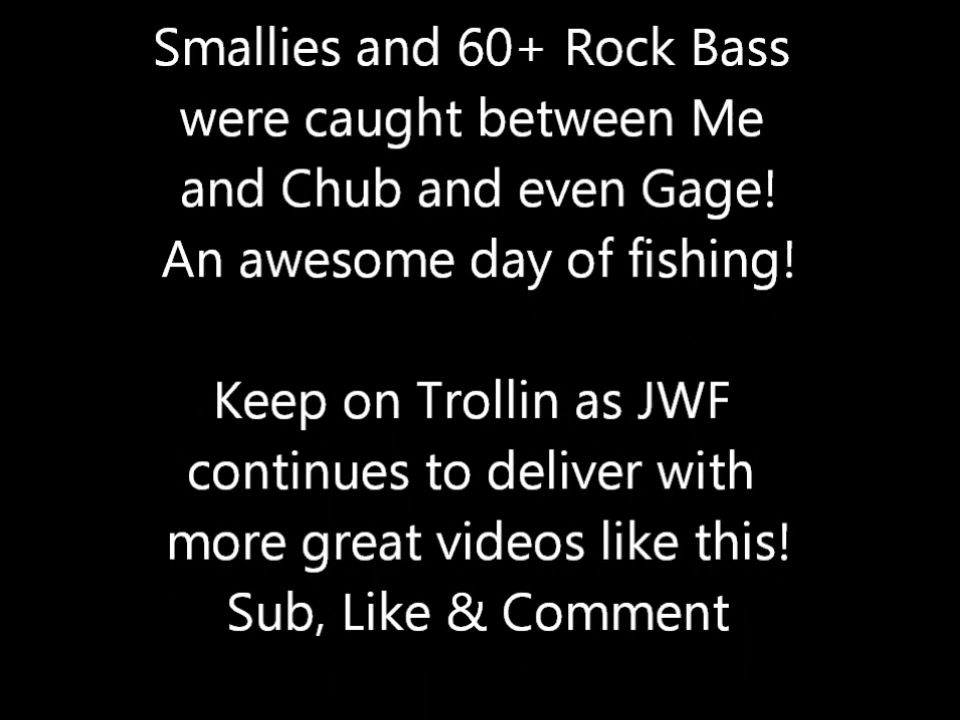 Smallies and 60+ Rock Bass
were caught between Me
and Chub and even Gage!
An awesome day of fishing!
Keep on Trollin as JWF
continues to deliver with
more great videos like this!
Sub, Like & Comment